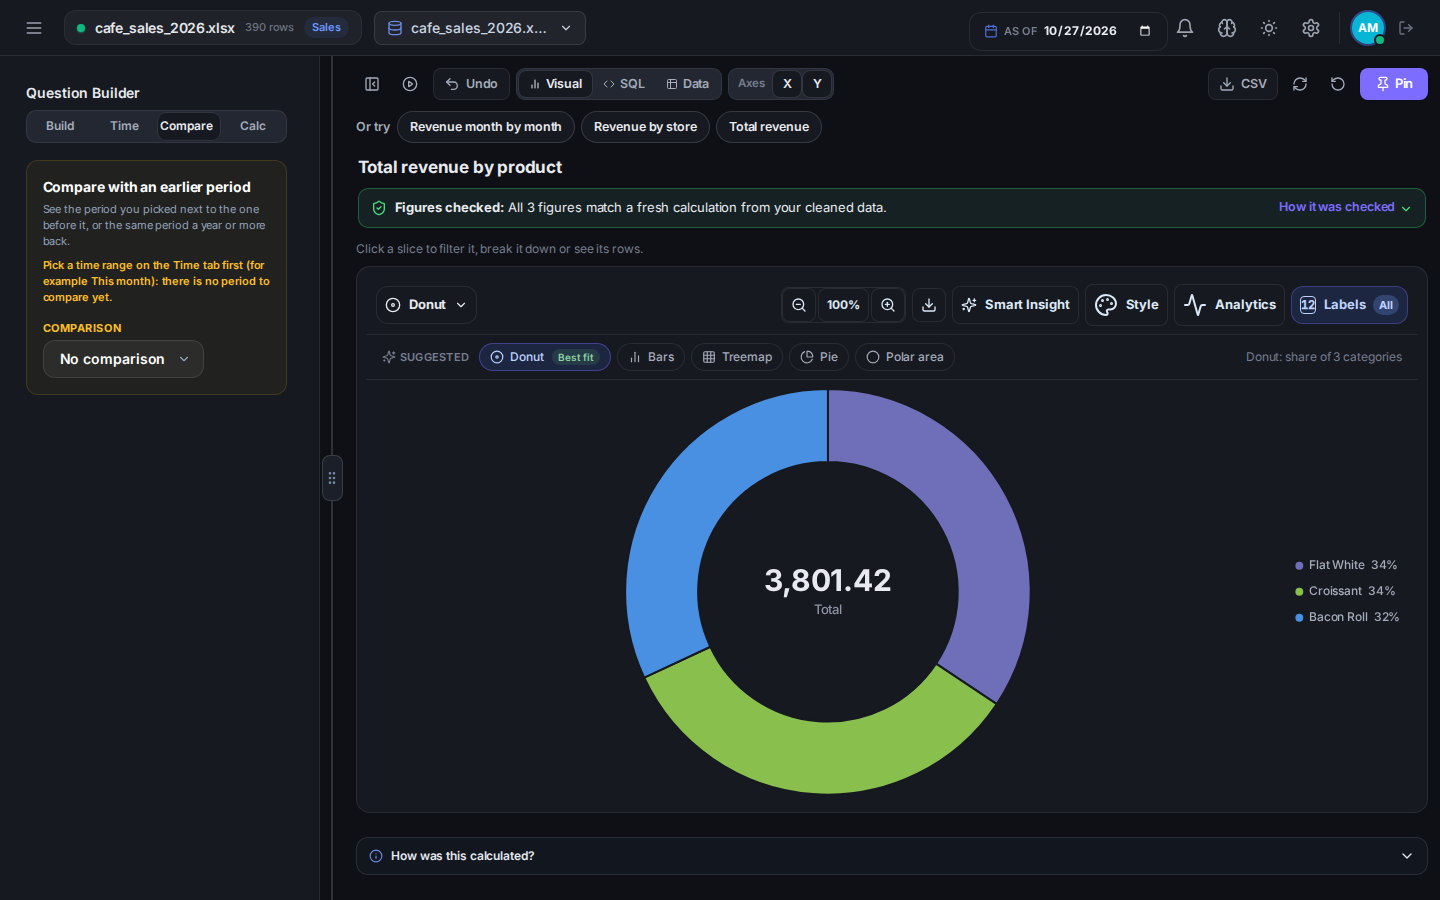 cafe_sales_2026.xlsx 390 rows Sales
cafe_sales_2026.x...
AS OF 10/27/2026
AM
Question Builder
Build Time Compare Calc
Compare with an earlier period
See the period you picked next to the one
before it, or the same period a year or more
back.
Pick a time range on the Time tab first (for
example This month): there is no period to
compare yet.
COMPARISON
No comparison
Undo Visual SQL Data Axes X Y
CSV Pin
Or try Revenue month by month Revenue by store Total revenue
Total revenue by product
Figures checked: All 3 figures match a fresh calculation from your cleaned data.
How it was checked
Click a slice to filter it, break it down or see its rows.
Donut
100% Smart Insight Style Analytics 12 Labels All
SUGGESTED Donut Best fit Bars Treemap Pie Polar area
Donut: share of 3 categories
3,801.42
Total
Flat White 34%
Croissant 34%
Bacon Roll 32%
How was this calculated?